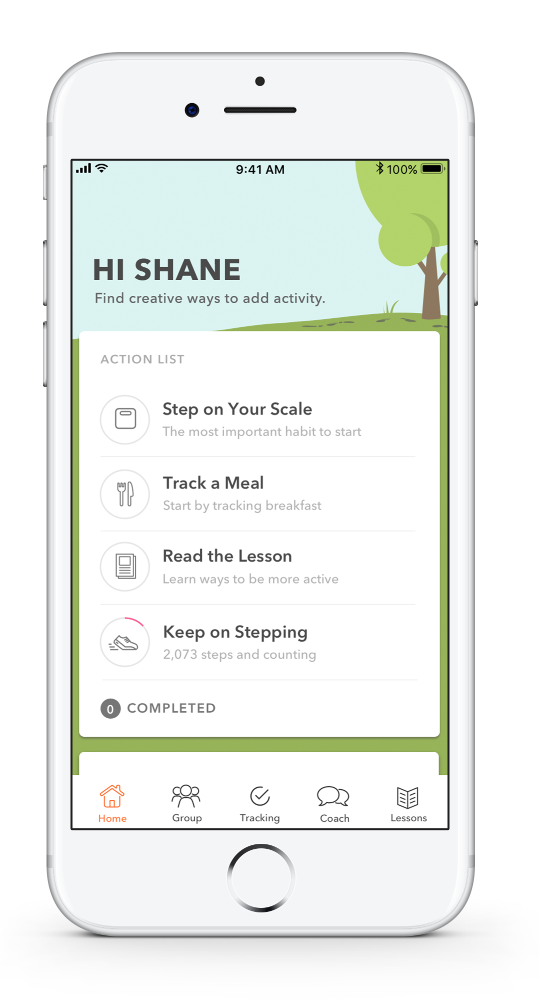 9:41 AM
100%
HI SHANE
Find creative ways to add activity.
ACTION LIST
Step on Your Scale
The most important habit to start
Track a Meal
Start by tracking breakfast
Read the Lesson
Learn ways to be more active
Keep on Stepping
2,073 steps and counting
0 COMPLETED
Home Group Tracking Coach Lessons